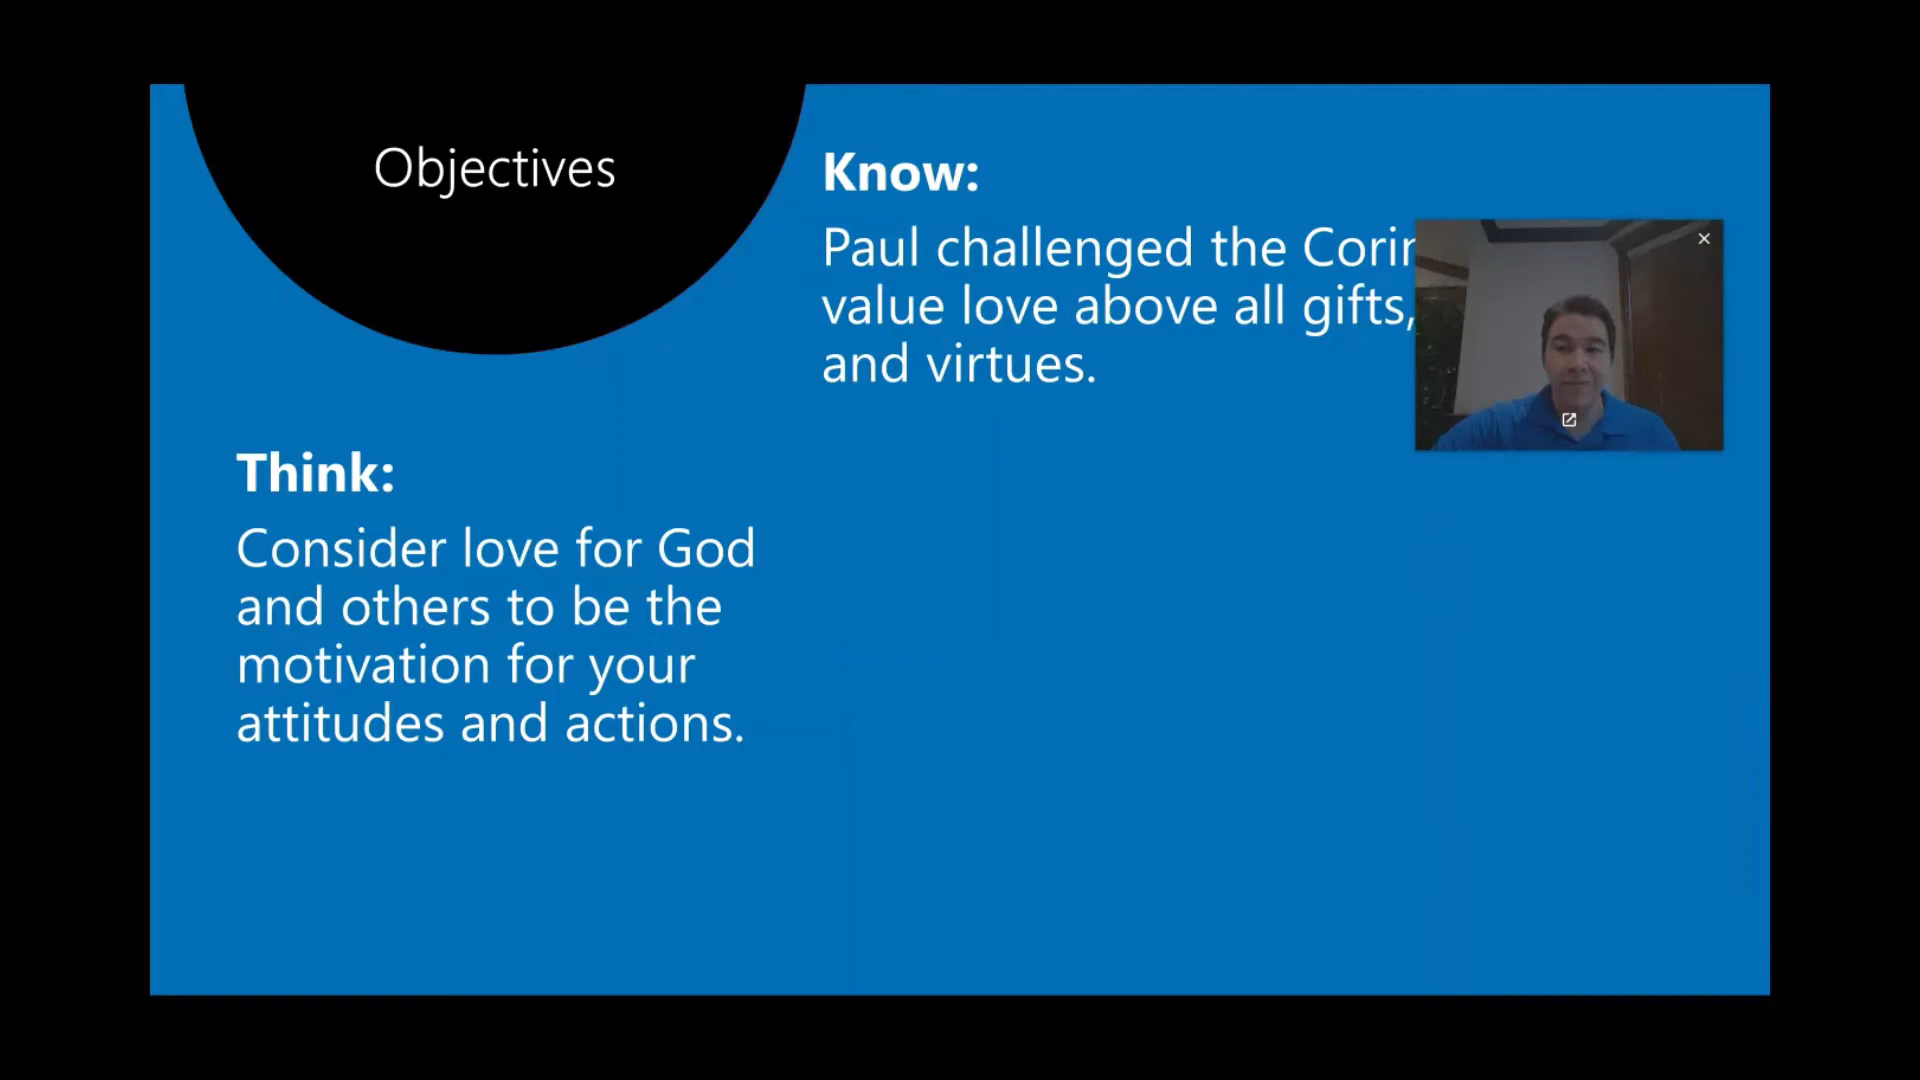 Objectives
Know:
Paul challenged the
value love above all gifts,
and virtues.
Think:
Consider love for God
and others to be the
motivation for your
attitudes and actions.